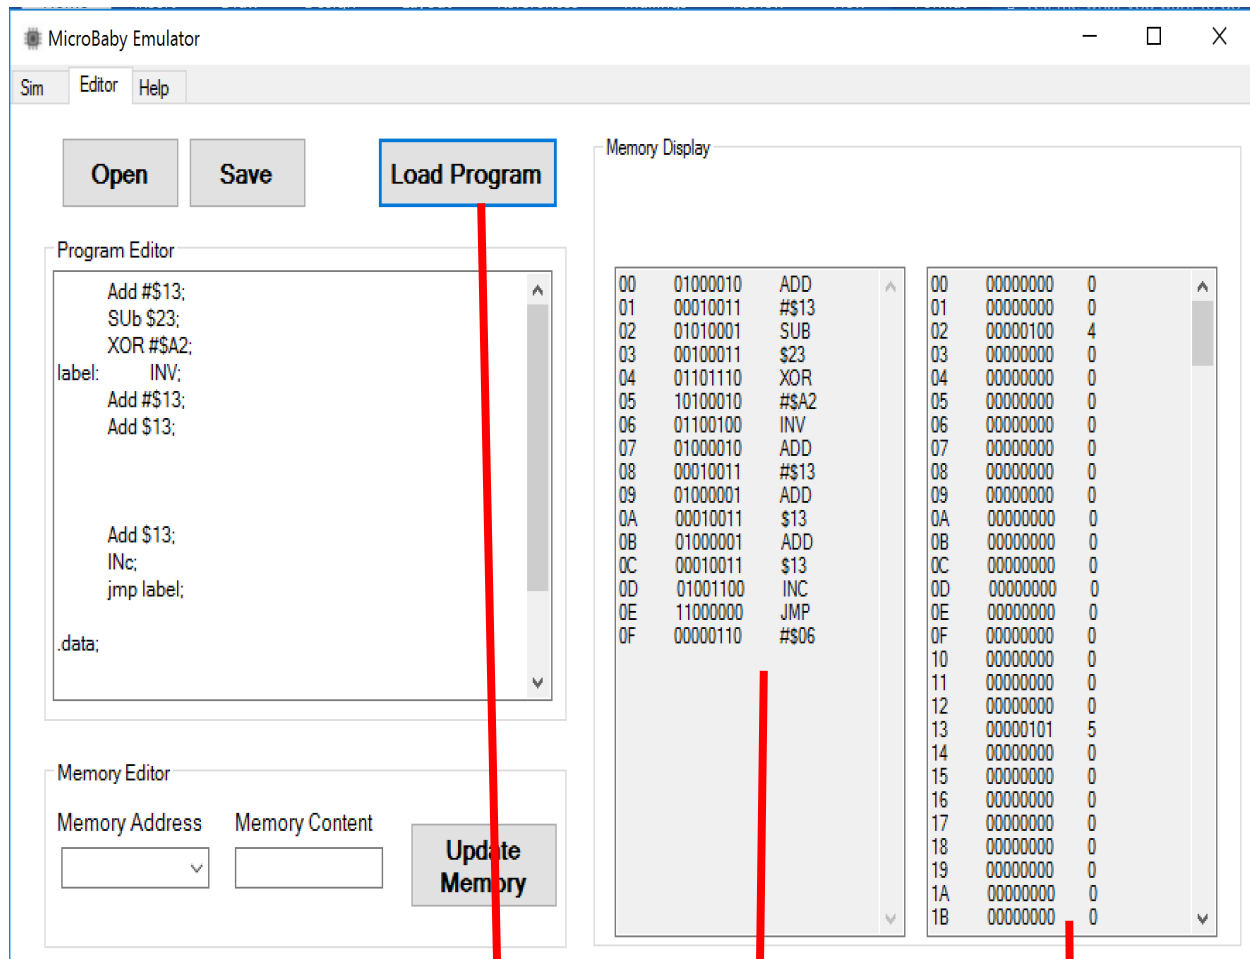 MicroBaby Emulator
Sim Editor Help
Open Save Load Program
Program Editor
Add #$13;
SUb $23;
XOR #$A2;
label: INV;
Add #$13;
Add $13;
Add $13;
INc;
jmp label;
.data;
Memory Editor
Memory Address Memory Content
Update
Memory
Memory Display
00 01000010 ADD
01 00010011 #$13
02 01010001 SUB
03 00100011 $23
04 01101110 XOR
05 10100010 #$A2
06 01100100 INV
07 01000010 ADD
08 00010011 #$13
09 01000001 ADD
0A 00010011 $13
0B 01000001 ADD
0C 00010011 $13
0D 01001100 INC
0E 11000000 JMP
0F 00000110 #$06
00 00000000 0
01 00000000 0
02 00000100 4
03 00000000 0
04 00000000 0
05 00000000 0
06 00000000 0
07 00000000 0
08 00000000 0
09 00000000 0
0A 00000000 0
0B 00000000 0
0C 00000000 0
0D 00000000 0
0E 00000000 0
0F 00000000 0
10 00000000 0
11 00000000 0
12 00000000 0
13 00000101 5
14 00000000 0
15 00000000 0
16 00000000 0
17 00000000 0
18 00000000 0
19 00000000 0
1A 00000000 0
1B 00000000 0